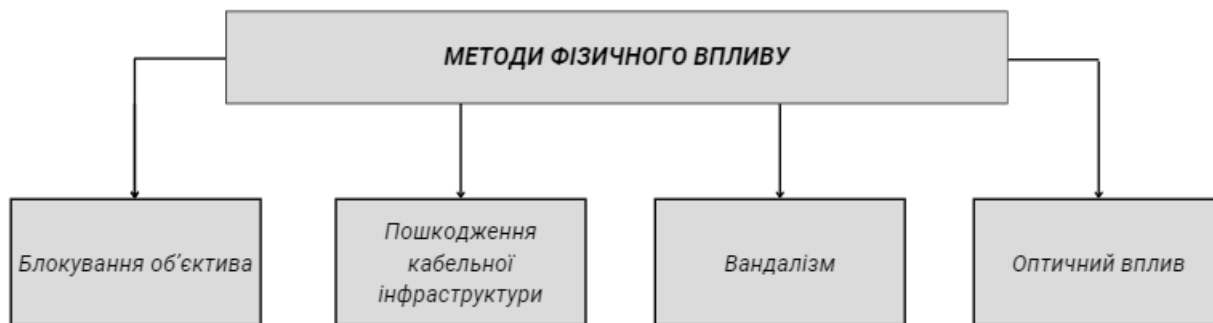 МЕТОДИ ФІЗИЧНОГО ВПЛИВУ
Блокування об'єктива
Пошкодження
кабельної
інфраструктури
Вандалізм
Оптичний вплив